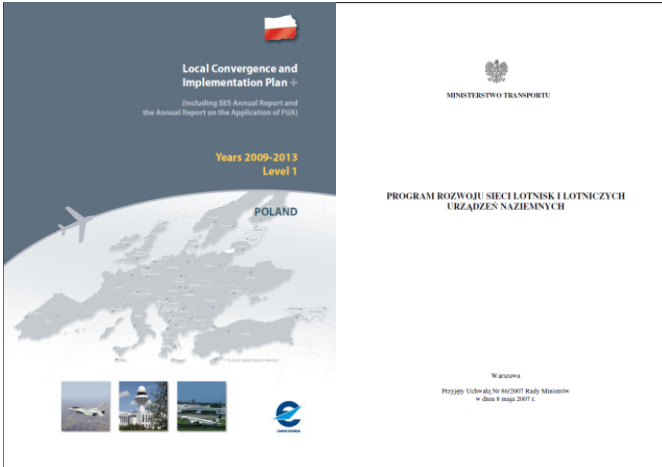 Local Convergence and
Implementation Plan +
(Including SES Annual Report and
the Annual Report on the Application of FUA)
Years 2009-2013
Level 1
POLAND
EUROCONTROL
MINISTERSTWO TRANSPORTU
PROGRAM ROZWOJU SIECI LOTNISK I LOTNICZYCH
URZĄDZEŃ NAZIEMNYCH
Warszawa
Przyjęty Uchwałą Nr 86/2007 Rady Ministrów
w dniu 8 maja 2007 r.